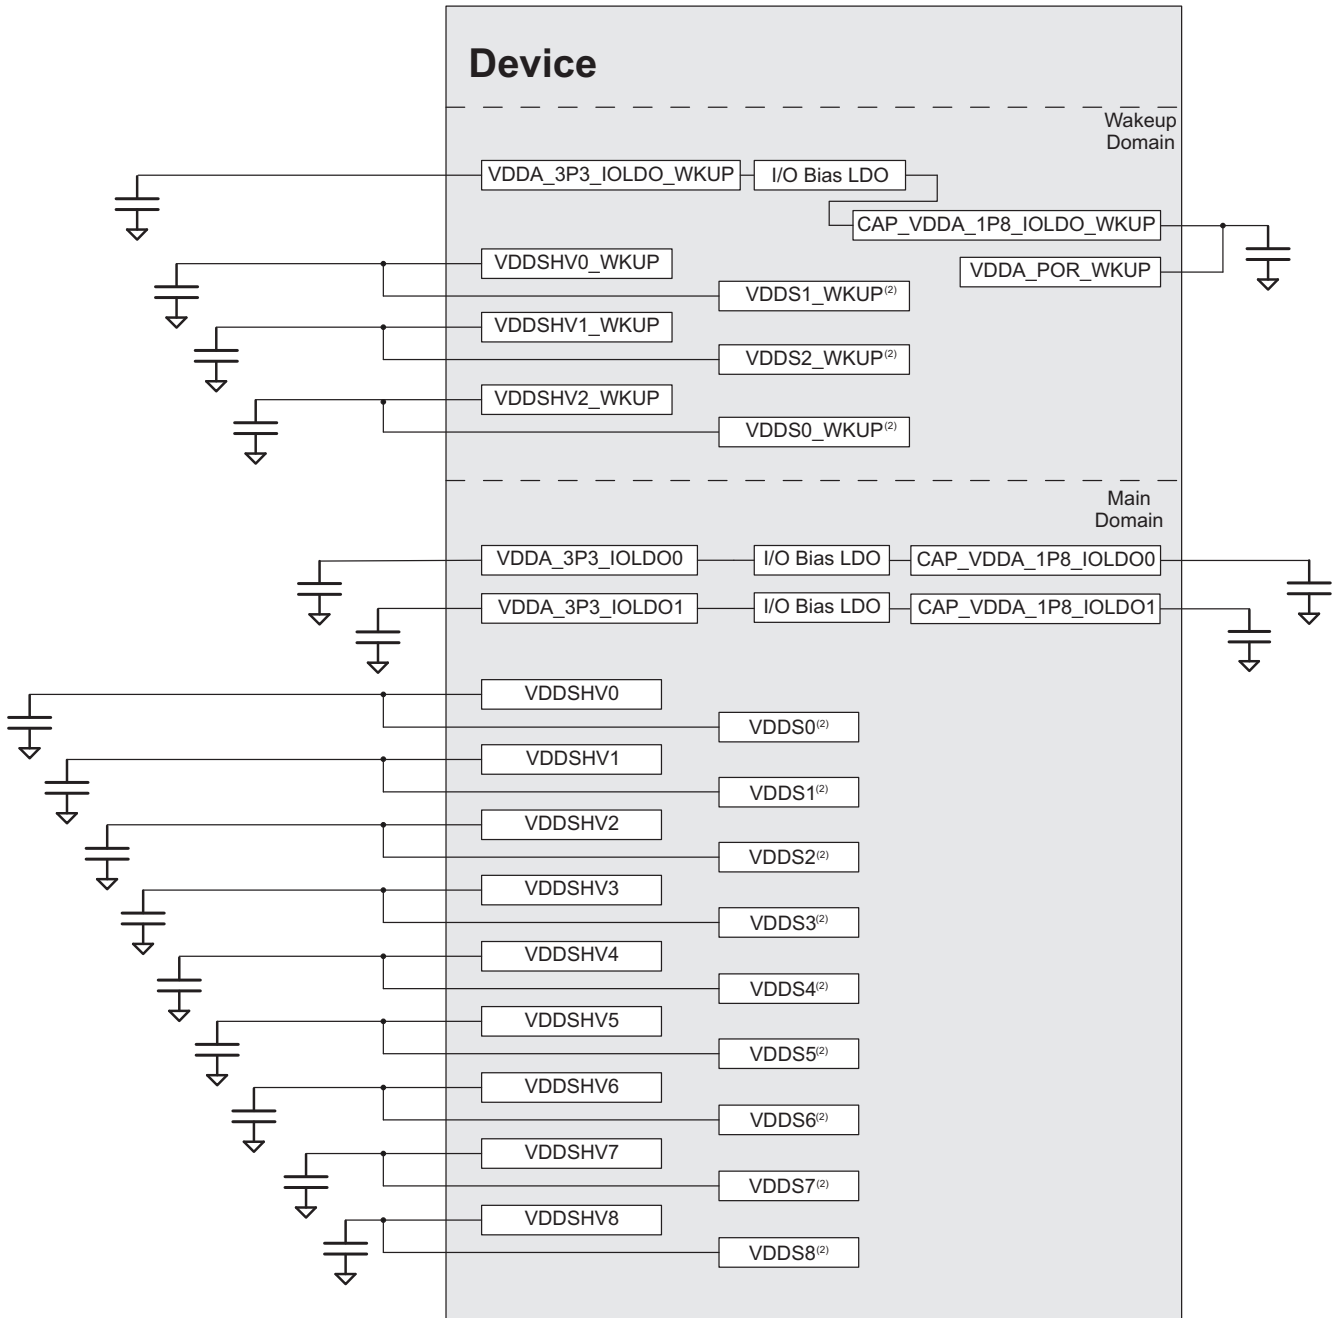 Device
Wakeup
Domain
VDDA_3P3_IOLDO_WKUP
I/O Bias LDO
CAP_VDDA_1P8_IOLDO_WKUP
VDDSHV0_WKUP
VDDA_POR_WKUP
VDDS1_WKUP(2)
VDDSHV1_WKUP
VDDS2_WKUP(2)
VDDSHV2_WKUP
VDDS0_WKUP(2)
Main
Domain
VDDA_3P3_IOLDO0
I/O Bias LDO
CAP_VDDA_1P8_IOLDO0
VDDA_3P3_IOLDO1
I/O Bias LDO
CAP_VDDA_1P8_IOLDO1
VDDSHV0
VDDS0(2)
VDDSHV1
VDDS1(2)
VDDSHV2
VDDS2(2)
VDDSHV3
VDDS3(2)
VDDSHV4
VDDS4(2)
VDDSHV5
VDDS5(2)
VDDSHV6
VDDS6(2)
VDDSHV7
VDDS7(2)
VDDSHV8
VDDS8(2)